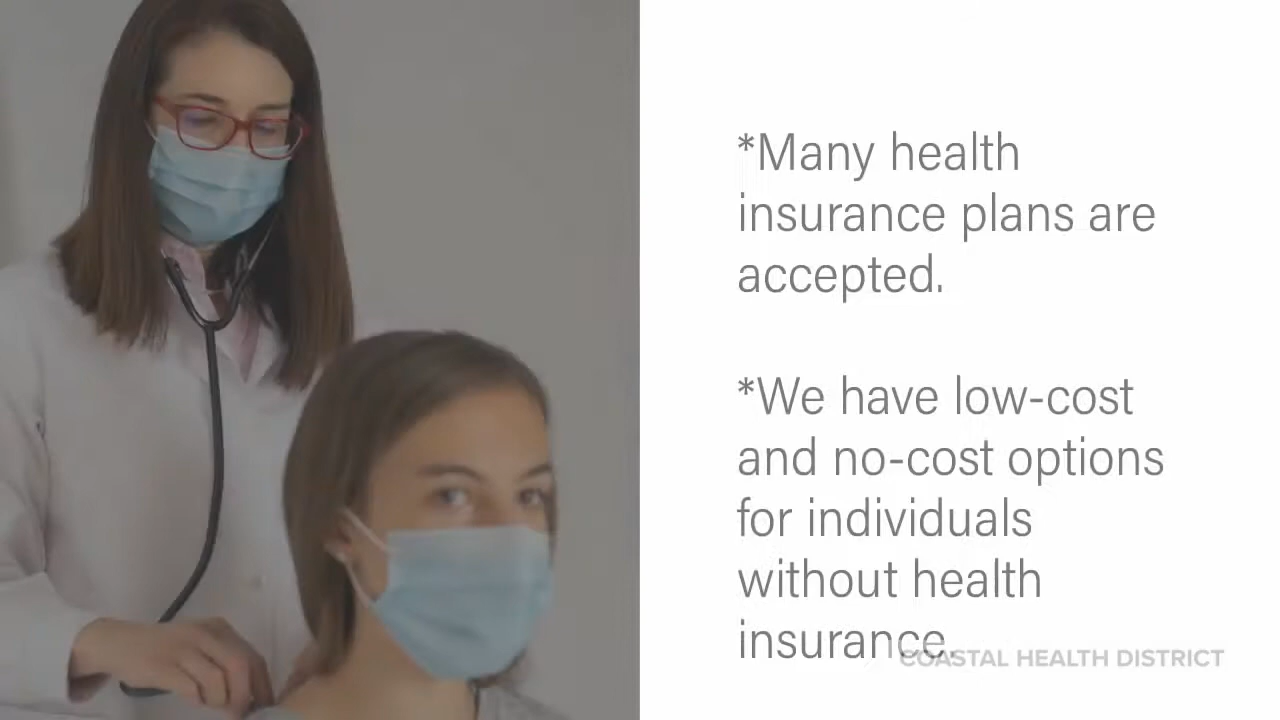 *Many health
insurance plans are
accepted.
*We have low-cost
and no-cost options
for individuals
without health
insurance.
COASTAL HEALTH DISTRICT